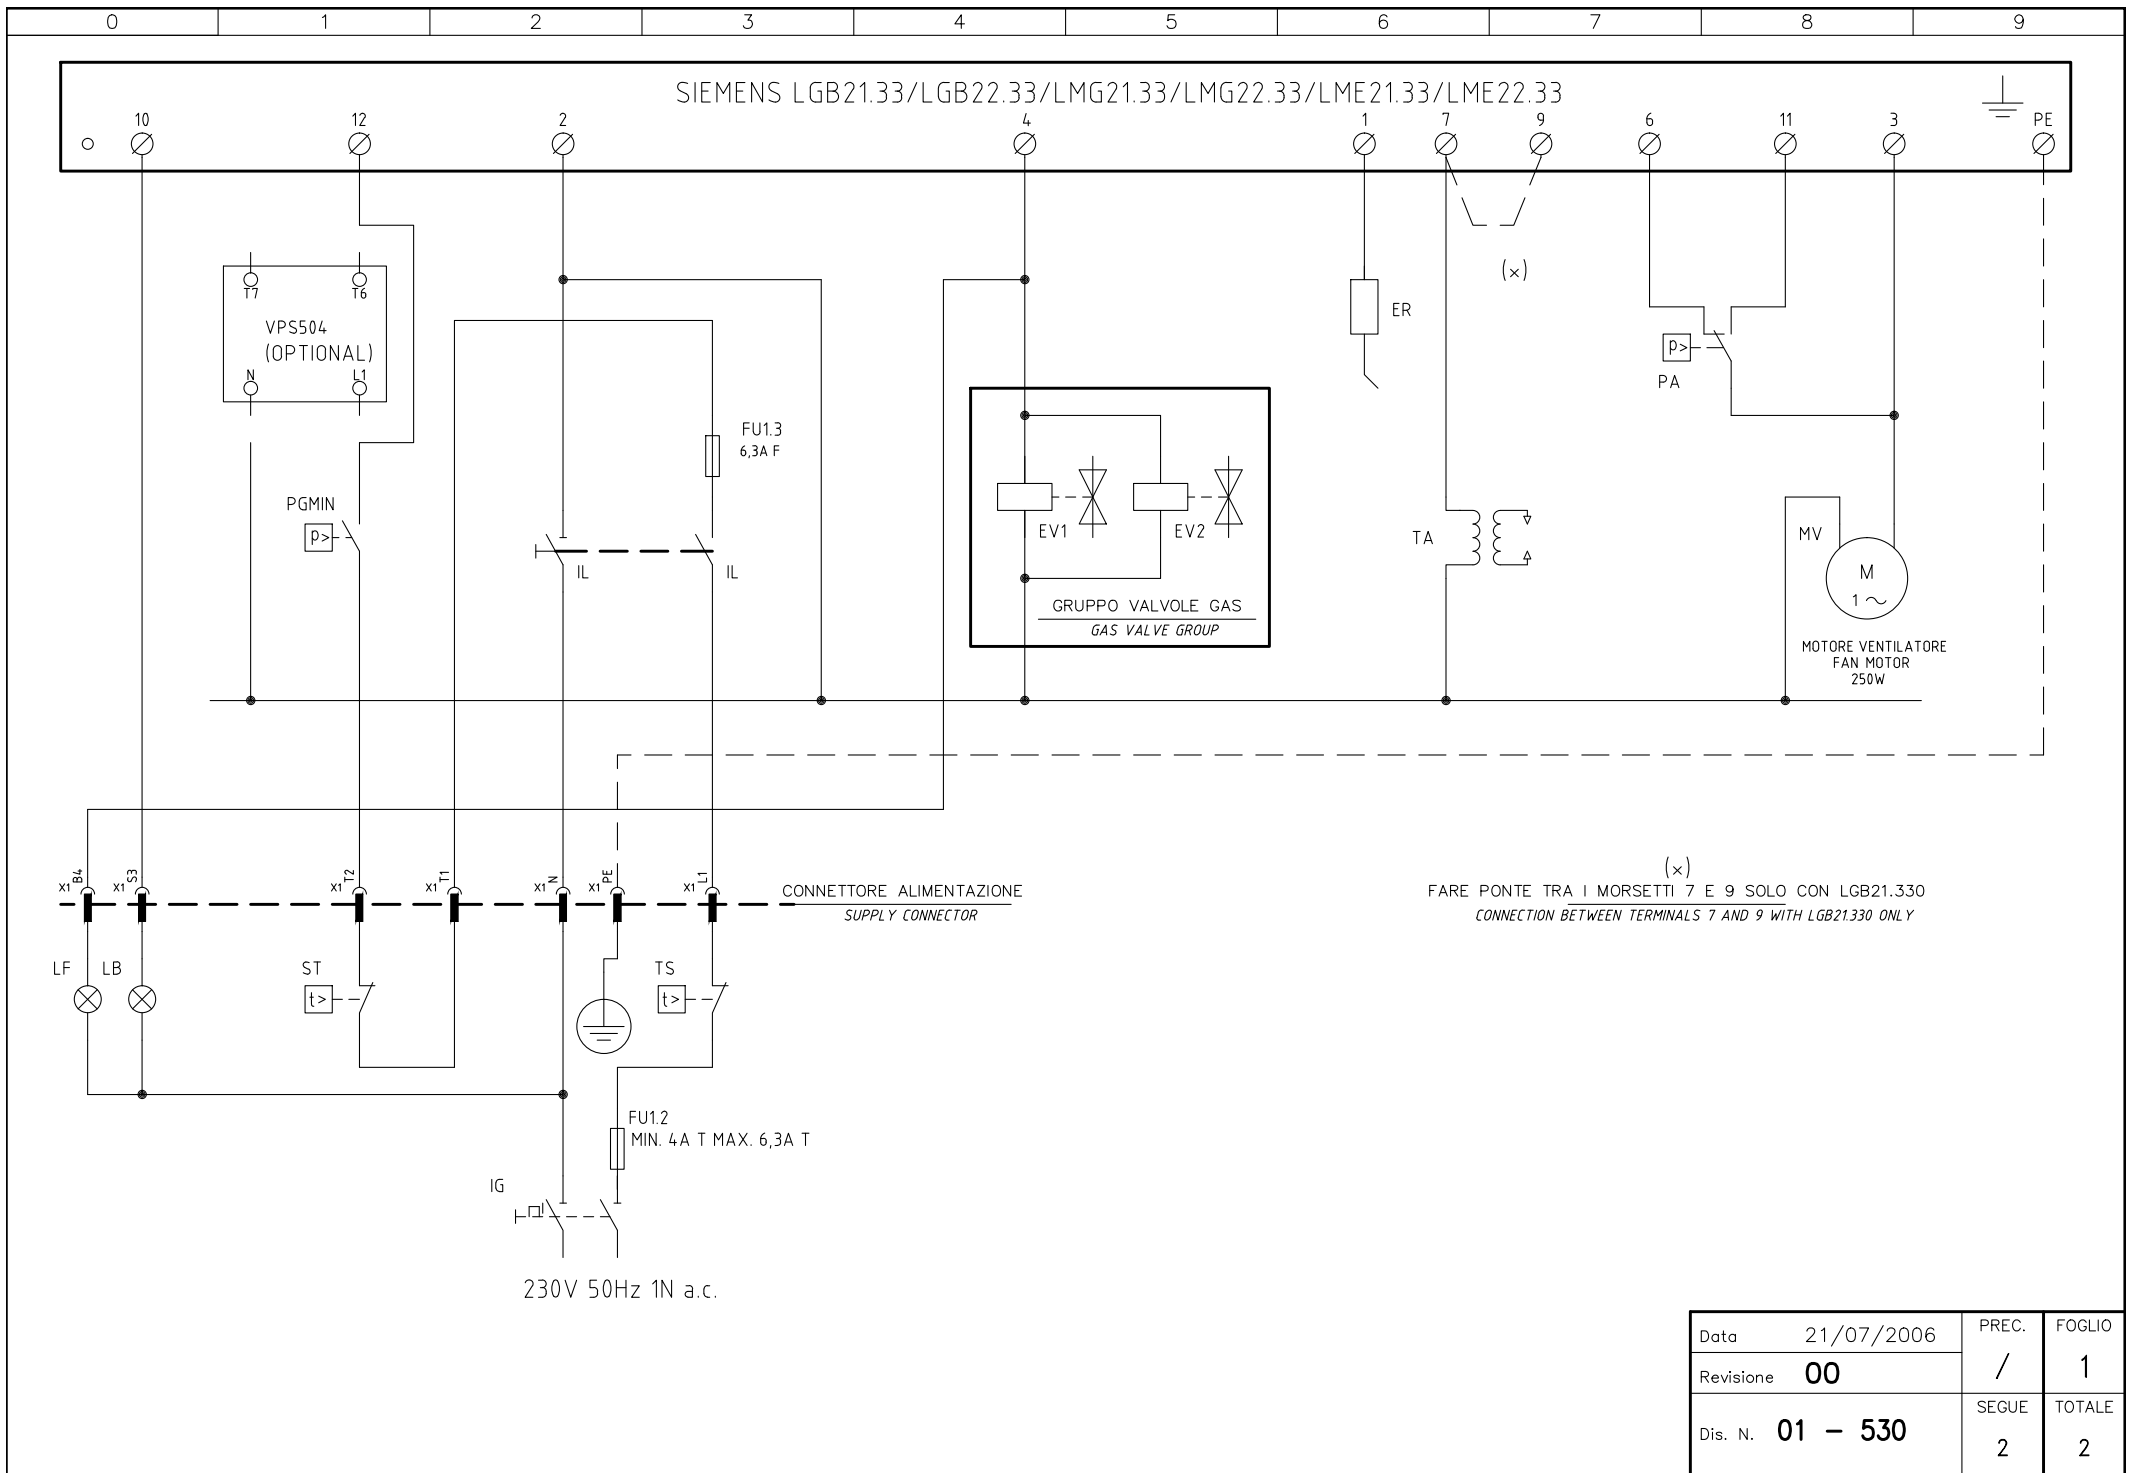 0 1 2 3 4 5 6 7 8 9
SIEMENS LGB21.33/LGB22.33/LMG21.33/LMG22.33/LME21.33/LME22.33
10 12 2 4 1 7 9 6 11 3 PE
T7 T6
VPS504
(OPTIONAL)
N L1
(x)
ER
p>
PA
FU1.3
6,3A F
PGMIN
p>
IL IL
EV1 EV2
GRUPPO VALVOLE GAS
GAS VALVE GROUP
TA
MV
M
1~
MOTORE VENTILATORE
FAN MOTOR
250W
X1 B4 X1 S3 X1 T2 X1 T1 X1 N X1 PE X1 L1
CONNETTORE ALIMENTAZIONE
SUPPLY CONNECTOR
(x)
FARE PONTE TRA I MORSETTI 7 E 9 SOLO CON LGB21.330
CONNECTION BETWEEN TERMINALS 7 AND 9 WITH LGB21.330 ONLY
LF LB ST TS
t> t>
FU1.2
MIN. 4A T MAX. 6,3A T
IG
230V 50Hz 1N a.c.
Data 21/07/2006 PREC. FOGLIO
/ 1
Revisione 00
SEGUE TOTALE
Dis. N. 01 - 530
2 2